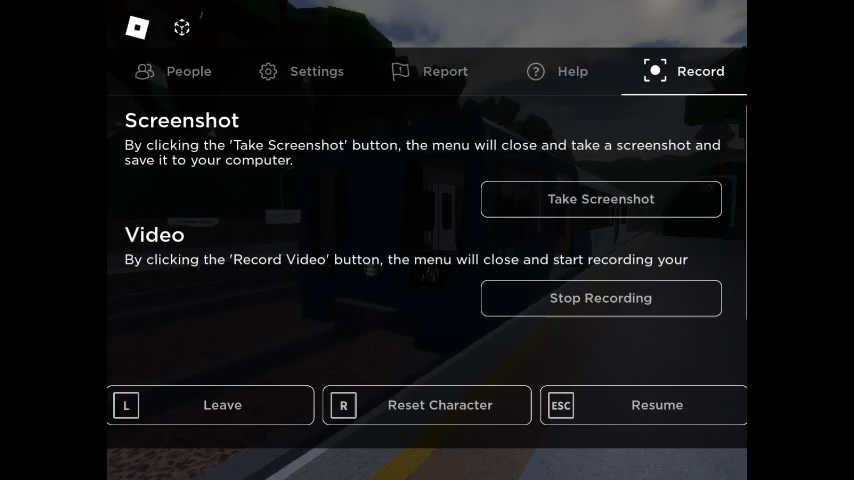 People
Settings
Report
Help
Record
Screenshot
By clicking the 'Take Screenshot' button, the menu will close and take a screenshot and
save it to your computer.
Take Screenshot
Video
By clicking the 'Record Video' button, the menu will close and start recording your
Stop Recording
L
Leave
R
Reset Character
ESC
Resume